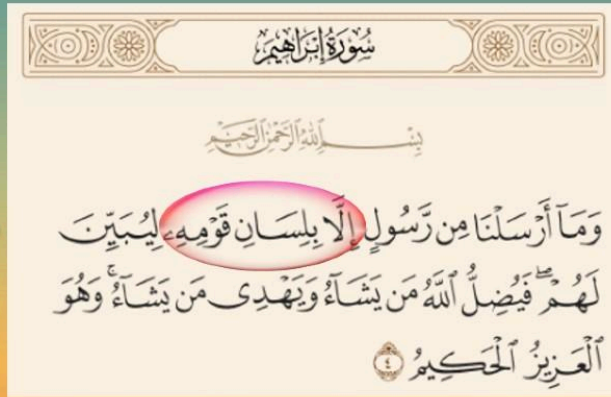 سُورَةُ إِبْرَاهِيمَ
بِسْمِ ٱللَّهِ ٱلرَّحْمَٰنِ ٱلرَّحِيمِ
وَمَآ أَرْسَلْنَا مِن رَّسُولٍ إِلَّا بِلِسَانِ قَوْمِهِۦ لِيُبَيِّنَ
لَهُمْۖ فَيُضِلُّ ٱللَّهُ مَن يَشَآءُ وَيَهْدِى مَن يَشَآءُۚ وَهُوَ
ٱلْعَزِيزُ ٱلْحَكِيمُ ٤